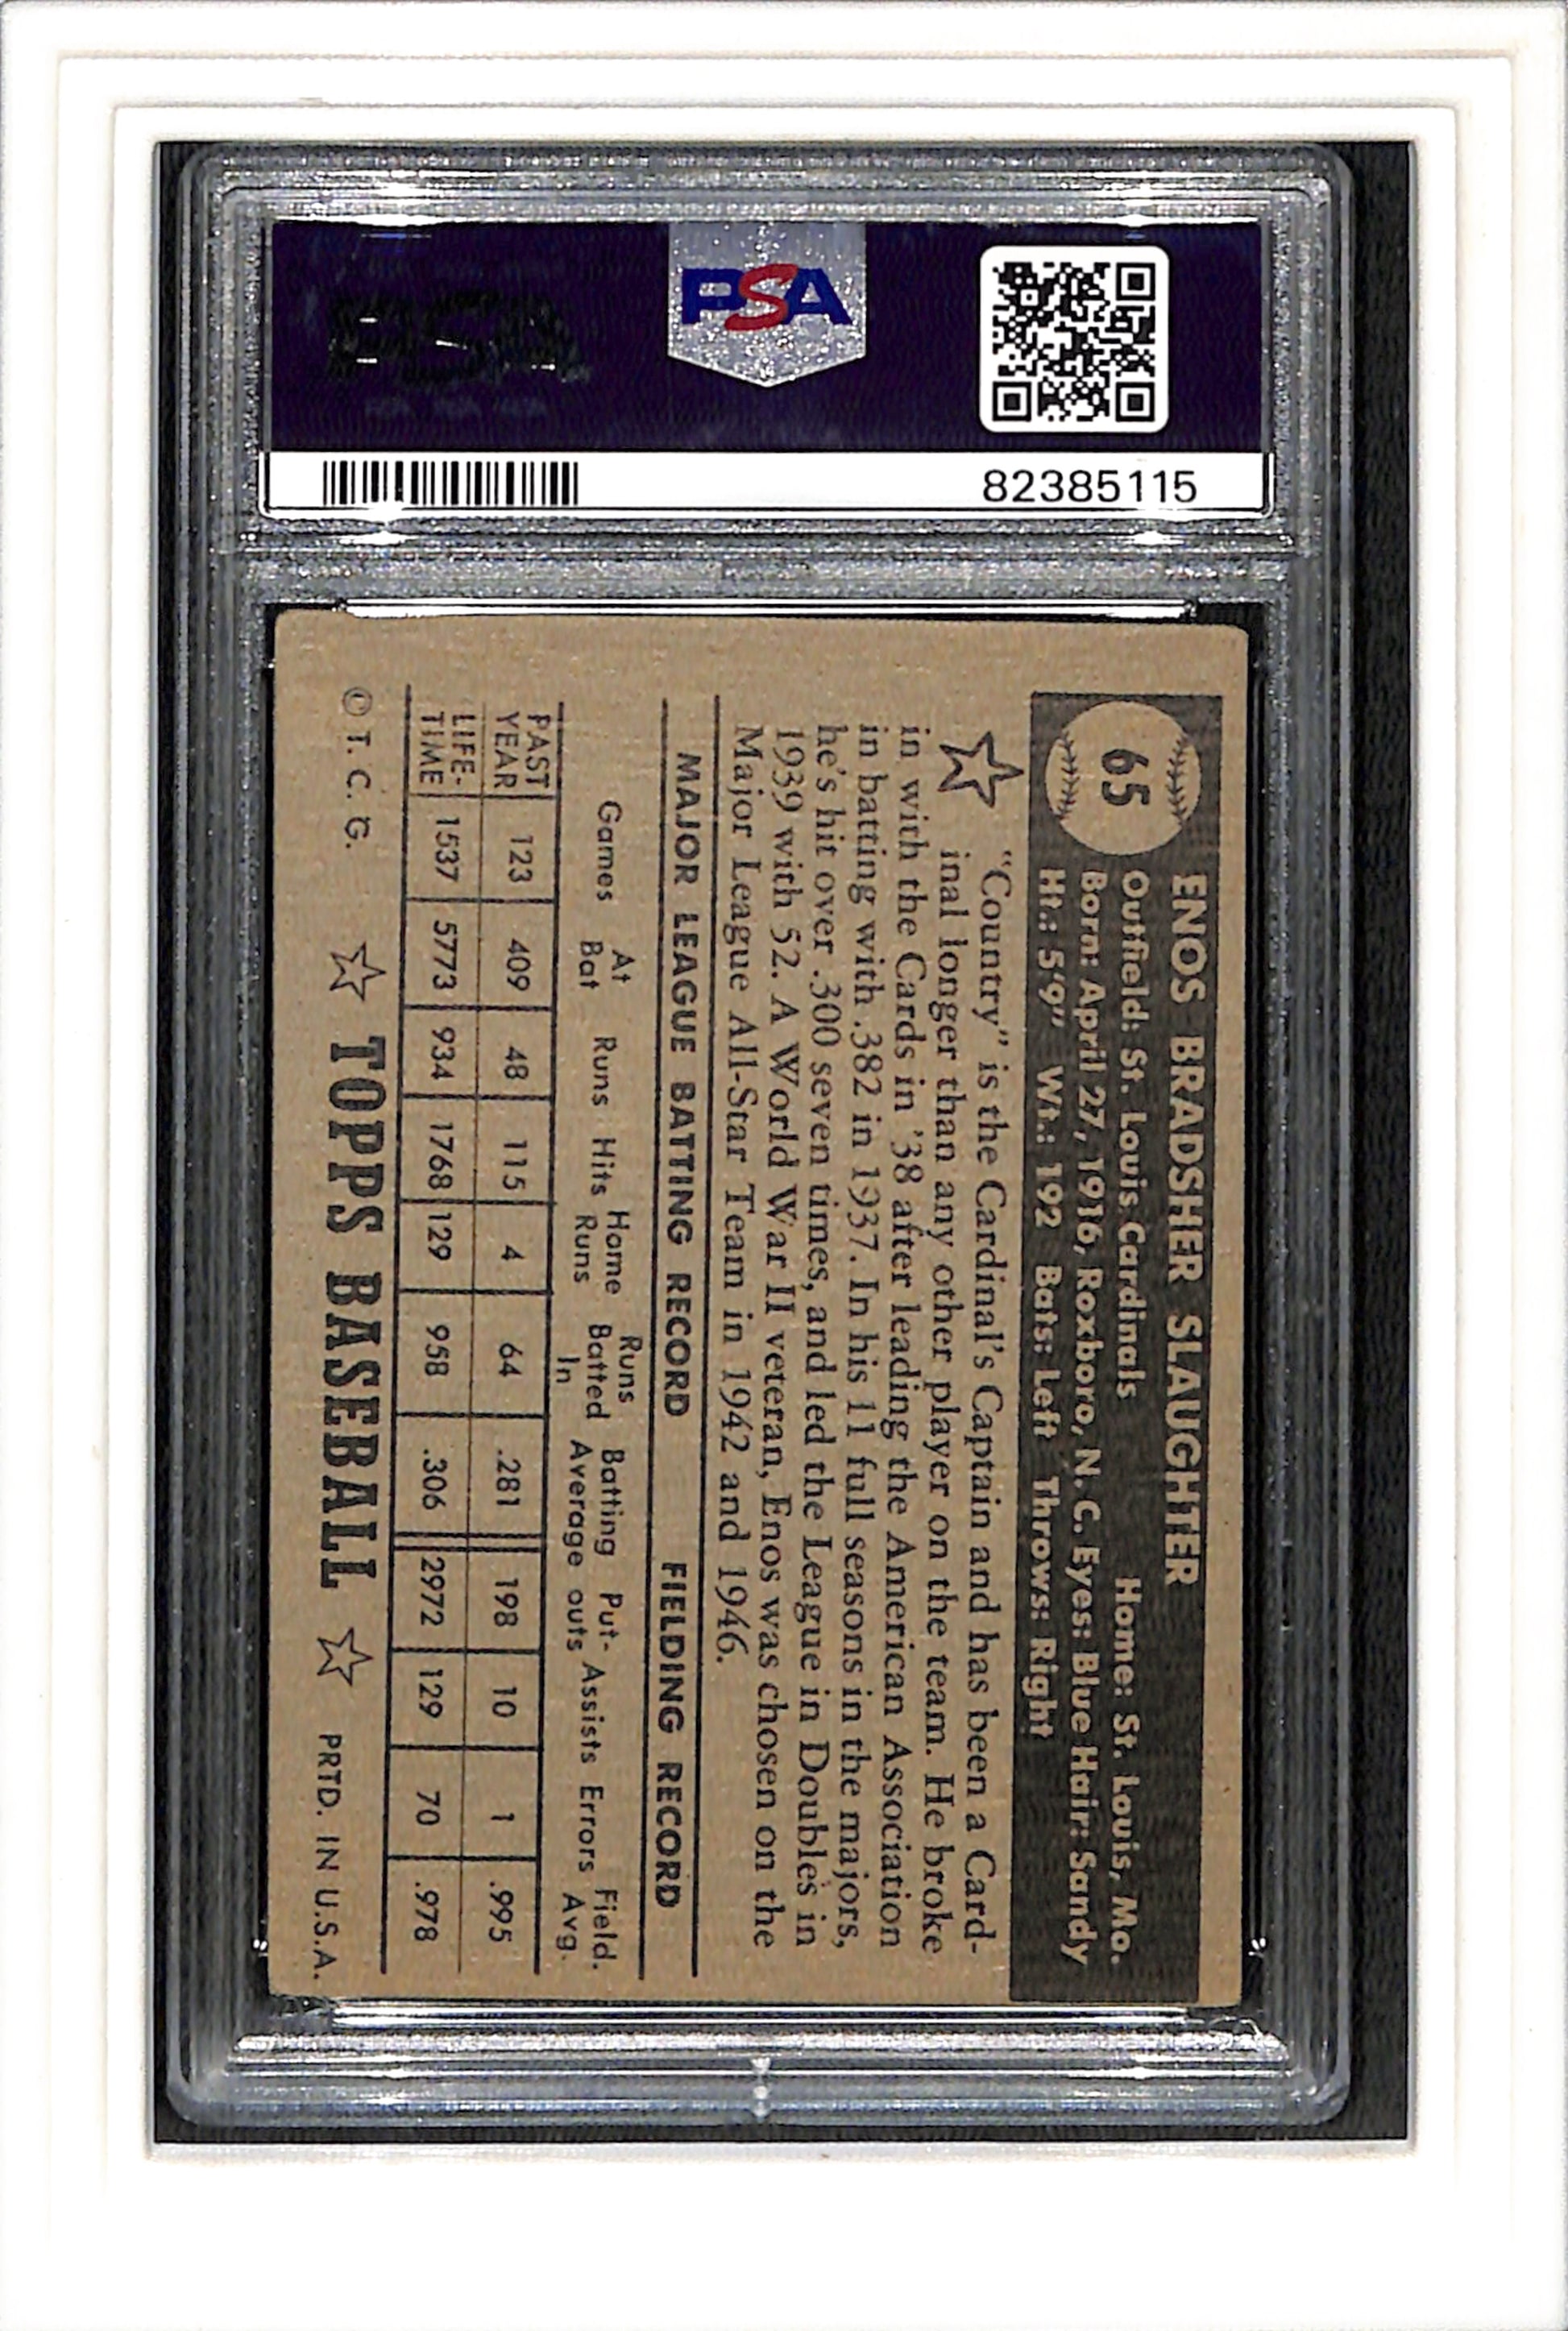 PSA
82385115
65
ENOS BRADSHER SLAUGHTER
Outfield: St. Louis Cardinals Home: St. Louis, Mo.
Born: April 27, 1916, Roxboro, N. C. Eyes: Blue Hair: Sandy
Ht.: 5'9" Wt.: 192 Bats: Left Throws: Right
"Country" is the Cardinal's Captain and has been a Card-
inal longer than any other player on the team. He broke
in with the Cards in '38 after leading the American Association
in batting with .382 in 1937. In his 11 full seasons in the majors,
he's hit over .300 seven times, and led the League in Doubles in
1939 with 52. A World War II veteran, Enos was chosen on the
Major League All-Star Team in 1942 and 1946.
MAJOR LEAGUE BATTING RECORD FIELDING RECORD
Games At Bat Runs Hits Home Runs Runs Batted In Batting Average Put-outs Assists Errors Field. Avg.
PAST YEAR 123 409 48 115 4 64 .281 198 10 1 .995
LIFE-TIME 1537 5773 934 1768 129 958 .306 2972 129 70 .978
© T. C. G. ☆ TOPPS BASEBALL ☆ PRTD. IN U.S.A.